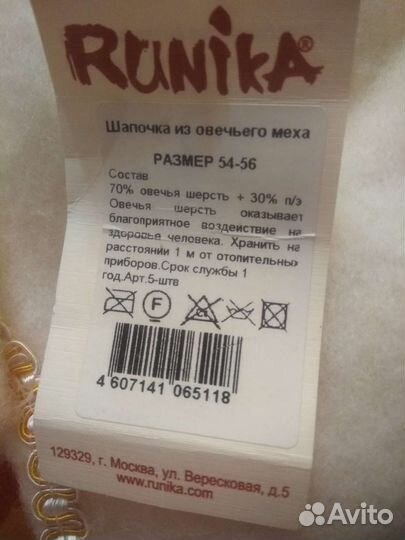 RUNIKA®
Шапочка из овечьего меха
РАЗМЕР 54-56
Состав
70% овечья шерсть + 30% п/э
Овечья шерсть оказывает
благоприятное воздействие на
здоровье человека. Хранить на
расстоянии 1 м от отопительных
приборов.Срок службы 1
год.Арт.5-штв
F CL
4 607141 065118
129329, г. Москва, ул. Вересковая, д.5
www.runika.com
Avito